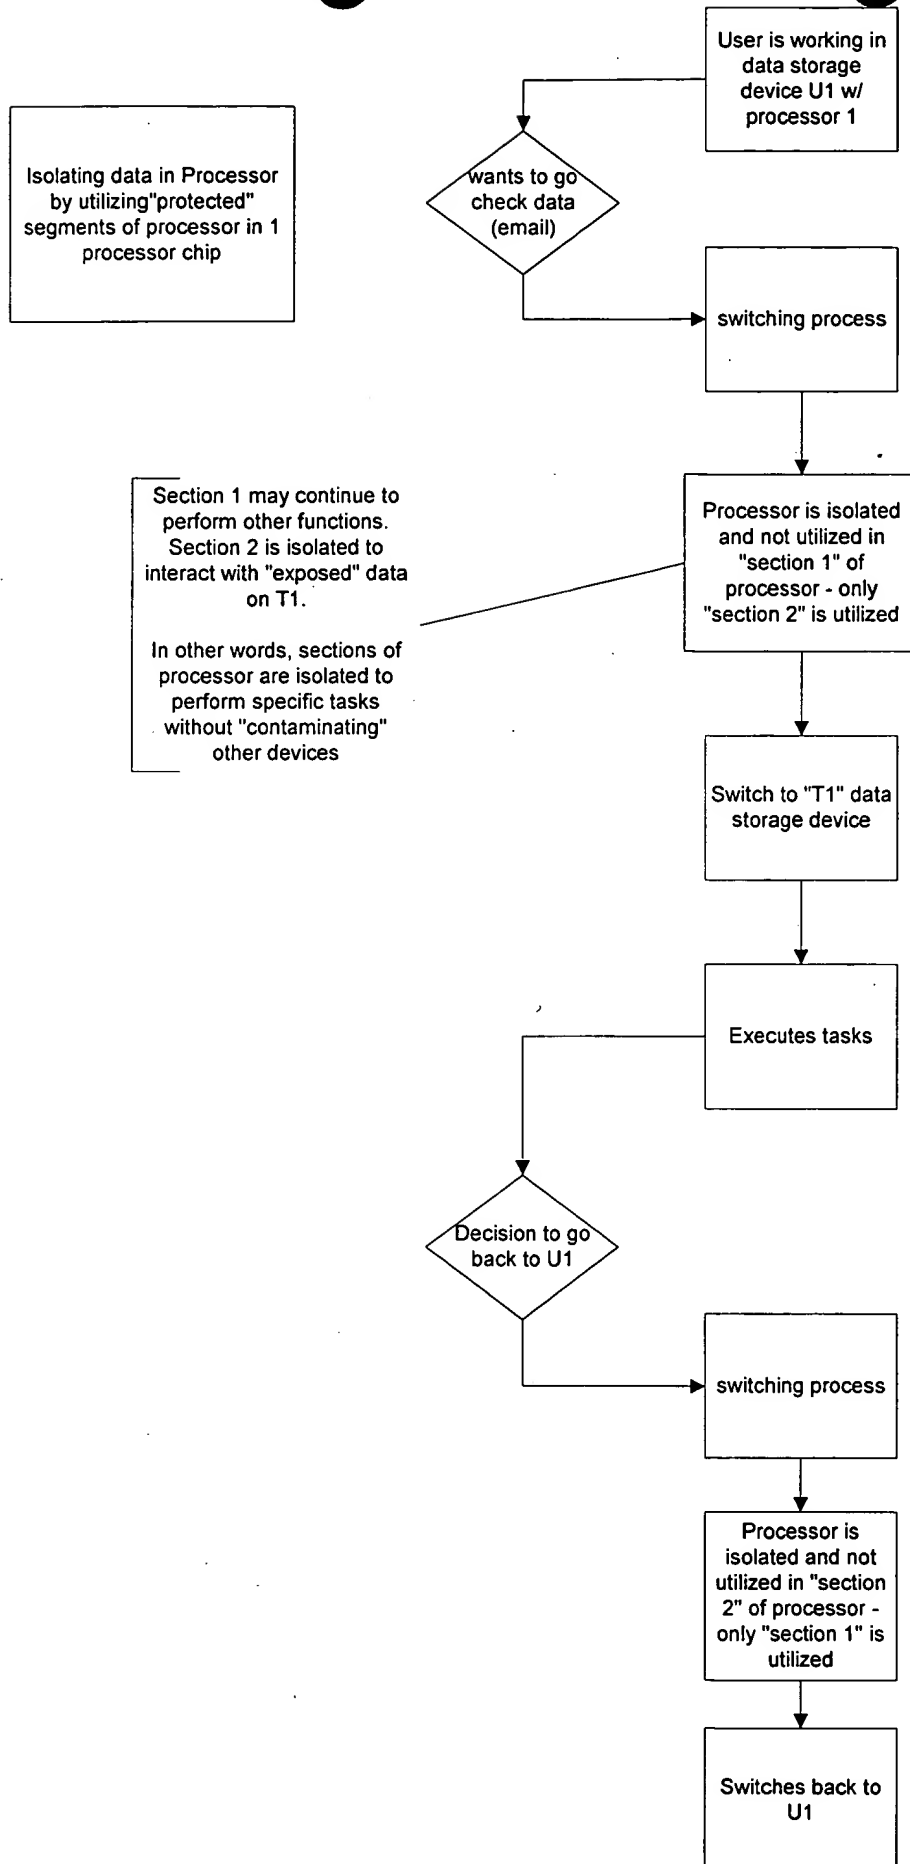 User is working in
data storage
device U1 w/
processor 1
Isolating data in Processor
by utilizing"protected"
segments of processor in 1
processor chip
wants to go
check data
(email)
switching process
Section 1 may continue to
perform other functions.
Section 2 is isolated to
interact with "exposed" data
on T1.
In other words, sections of
processor are isolated to
perform specific tasks
without "contaminating"
other devices
Processor is isolated
and not utilized in
"section 1" of
processor - only
"section 2" is utilized
Switch to "T1" data
storage device
Executes tasks
Decision to go
back to U1
switching process
Processor is
isolated and not
utilized in "section
2" of processor -
only "section 1" is
utilized
Switches back to
U1